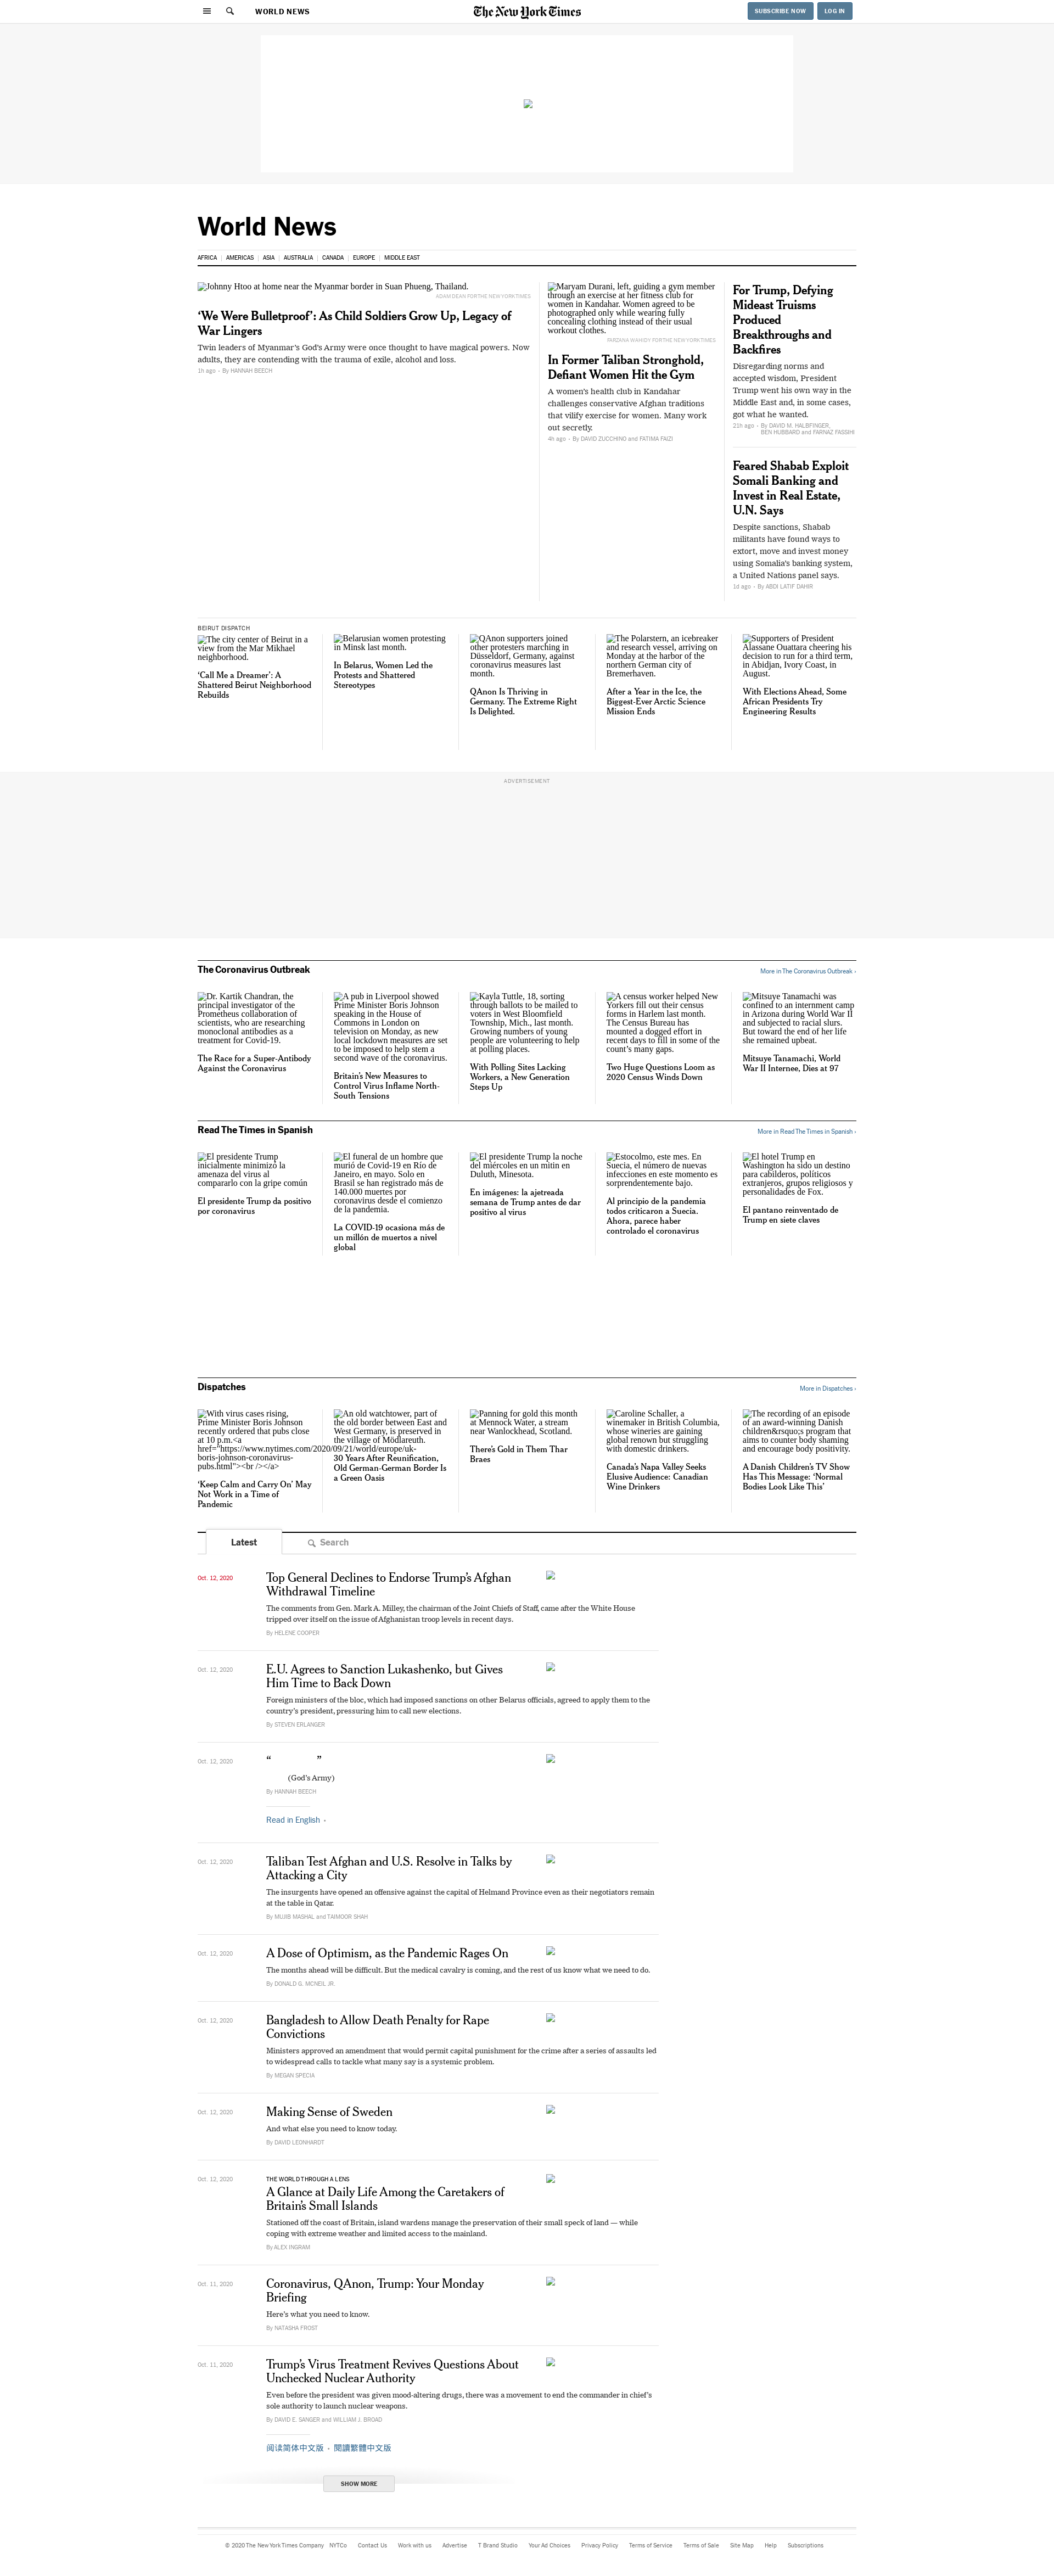 WORLD NEWS
The New York Times
SUBSCRIBE NOW
LOG IN
World News
AFRICA
AMERICAS
ASIA
AUSTRALIA
CANADA
EUROPE
MIDDLE EAST
Johnny Htoo at home near the Myanmar border in Suan Phueng, Thailand.
ADAM DEAN FOR THE NEW YORK TIMES
‘We Were Bulletproof’: As Child Soldiers Grow Up, Legacy of
War Lingers
Twin leaders of Myanmar’s God’s Army were once thought to have magical powers. Now
adults, they are contending with the trauma of exile, alcohol and loss.
1h ago · By HANNAH BEECH
Maryam Durani, left, guiding a gym member
through an exercise at her fitness club for
women in Kandahar. Women agreed to be
photographed only while wearing fully
concealing clothing instead of their usual
workout clothes.
FARZANA WAHIDY FOR THE NEW YORK TIMES
In Former Taliban Stronghold,
Defiant Women Hit the Gym
A women’s health club in Kandahar
challenges conservative Afghan traditions
that vilify exercise for women. Many work
out secretly.
4h ago · By DAVID ZUCCHINO and FATIMA FAIZI
For Trump, Defying
Mideast Truisms
Produced
Breakthroughs and
Backfires
Disregarding norms and
accepted wisdom, President
Trump went his own way in the
Middle East and, in some cases,
got what he wanted.
21h ago · By DAVID M. HALBFINGER,
BEN HUBBARD and FARNAZ FASSIHI
Feared Shabab Exploit
Somali Banking and
Invest in Real Estate,
U.N. Says
Despite sanctions, Shabab
militants have found ways to
extort, move and invest money
using Somalia’s banking system,
a United Nations panel says.
1d ago · By ABDI LATIF DAHIR
BEIRUT DISPATCH
The city center of Beirut in a
view from the Mar Mikhael
neighborhood.
‘Call Me a Dreamer’: A
Shattered Beirut Neighborhood
Rebuilds
Belarusian women protesting
in Minsk last month.
In Belarus, Women Led the
Protests and Shattered
Stereotypes
QAnon supporters joined
other protesters marching in
Düsseldorf, Germany, against
coronavirus measures last
month.
QAnon Is Thriving in
Germany. The Extreme Right
Is Delighted.
The Polarstern, an icebreaker
and research vessel, arriving on
Monday at the harbor of the
northern German city of
Bremerhaven.
After a Year in the Ice, the
Biggest-Ever Arctic Science
Mission Ends
Supporters of President
Alassane Ouattara cheering his
decision to run for a third term,
in Abidjan, Ivory Coast, in
August.
With Elections Ahead, Some
African Presidents Try
Engineering Results
ADVERTISEMENT
The Coronavirus Outbreak
More in The Coronavirus Outbreak ›
Dr. Kartik Chandran, the
principal investigator of the
Prometheus collaboration of
scientists, who are researching
monoclonal antibodies as a
treatment for Covid-19.
The Race for a Super-Antibody
Against the Coronavirus
A pub in Liverpool showed
Prime Minister Boris Johnson
speaking in the House of
Commons in London on
television on Monday, as new
local lockdown measures are set
to be imposed to help stem a
second wave of the coronavirus.
Britain’s New Measures to
Control Virus Inflame North-
South Tensions
Kayla Tuttle, 18, sorting
through ballots to be mailed to
voters in West Bloomfield
Township, Mich., last month.
Growing numbers of young
people are volunteering to help
at polling places.
With Polling Sites Lacking
Workers, a New Generation
Steps Up
A census worker helped New
Yorkers fill out their census
forms in Harlem last month.
The Census Bureau has
mounted a dogged effort in
recent days to fill in some of the
count’s many gaps.
Two Huge Questions Loom as
2020 Census Winds Down
Mitsuye Tanamachi was
confined to an internment camp
in Arizona during World War II
and subjected to racial slurs.
But toward the end of her life
she remained upbeat.
Mitsuye Tanamachi, World
War II Internee, Dies at 97
Read The Times in Spanish
More in Read The Times in Spanish ›
El presidente Trump
inicialmente minimizó la
amenaza del virus al
compararlo con la gripe común
El presidente Trump da positivo
por coronavirus
El funeral de un hombre que
murió de Covid-19 en Río de
Janeiro, en mayo. Solo en
Brasil se han registrado más de
140.000 muertes por
coronavirus desde el comienzo
de la pandemia.
La COVID-19 ocasiona más de
un millón de muertos a nivel
global
El presidente Trump la noche
del miércoles en un mitin en
Duluth, Minesota.
En imágenes: la ajetreada
semana de Trump antes de dar
positivo al virus
Estocolmo, este mes. En
Suecia, el número de nuevas
infecciones en este momento es
sorprendentemente bajo.
Al principio de la pandemia
todos criticaron a Suecia.
Ahora, parece haber
controlado el coronavirus
El hotel Trump en
Washington ha sido un destino
para cabilderos, políticos
extranjeros, grupos religiosos y
personalidades de Fox.
El pantano reinventado de
Trump en siete claves
Dispatches
More in Dispatches ›
With virus cases rising,
Prime Minister Boris Johnson
recently ordered that pubs close
at 10 p.m.<a
href="https://www.nytimes.com/2020/09/21/world/europe/uk-
boris-johnson-coronavirus-
pubs.html"><br /></a>
‘Keep Calm and Carry On’ May
Not Work in a Time of
Pandemic
An old watchtower, part of
the old border between East and
West Germany, is preserved in
the village of Mödlareuth.
30 Years After Reunification,
Old German-German Border Is
a Green Oasis
Panning for gold this month
at Mennock Water, a stream
near Wanlockhead, Scotland.
There’s Gold in Them Thar
Braes
Caroline Schaller, a
winemaker in British Columbia,
whose wineries are gaining
global renown but struggling
with domestic drinkers.
Canada’s Napa Valley Seeks
Elusive Audience: Canadian
Wine Drinkers
The recording of an episode
of an award-winning Danish
children&rsquo;s program that
aims to counter body shaming
and encourage body positivity.
A Danish Children’s TV Show
Has This Message: ‘Normal
Bodies Look Like This’
Latest
Search
Oct. 12, 2020
Top General Declines to Endorse Trump’s Afghan
Withdrawal Timeline
The comments from Gen. Mark A. Milley, the chairman of the Joint Chiefs of Staff, came after the White House
tripped over itself on the issue of Afghanistan troop levels in recent days.
By HELENE COOPER
Oct. 12, 2020
E.U. Agrees to Sanction Lukashenko, but Gives
Him Time to Back Down
Foreign ministers of the bloc, which had imposed sanctions on other Belarus officials, agreed to apply them to the
country’s president, pressuring him to call new elections.
By STEVEN ERLANGER
Oct. 12, 2020
“ ”
(God’s Army)
By HANNAH BEECH
Read in English
Oct. 12, 2020
Taliban Test Afghan and U.S. Resolve in Talks by
Attacking a City
The insurgents have opened an offensive against the capital of Helmand Province even as their negotiators remain
at the table in Qatar.
By MUJIB MASHAL and TAIMOOR SHAH
Oct. 12, 2020
A Dose of Optimism, as the Pandemic Rages On
The months ahead will be difficult. But the medical cavalry is coming, and the rest of us know what we need to do.
By DONALD G. MCNEIL JR.
Oct. 12, 2020
Bangladesh to Allow Death Penalty for Rape
Convictions
Ministers approved an amendment that would permit capital punishment for the crime after a series of assaults led
to widespread calls to tackle what many say is a systemic problem.
By MEGAN SPECIA
Oct. 12, 2020
Making Sense of Sweden
And what else you need to know today.
By DAVID LEONHARDT
Oct. 12, 2020
THE WORLD THROUGH A LENS
A Glance at Daily Life Among the Caretakers of
Britain’s Small Islands
Stationed off the coast of Britain, island wardens manage the preservation of their small speck of land — while
coping with extreme weather and limited access to the mainland.
By ALEX INGRAM
Oct. 11, 2020
Coronavirus, QAnon, Trump: Your Monday
Briefing
Here’s what you need to know.
By NATASHA FROST
Oct. 11, 2020
Trump’s Virus Treatment Revives Questions About
Unchecked Nuclear Authority
Even before the president was given mood-altering drugs, there was a movement to end the commander in chief’s
sole authority to launch nuclear weapons.
By DAVID E. SANGER and WILLIAM J. BROAD
阅读简体中文版 · 閱讀繁體中文版
SHOW MORE
© 2020 The New York Times Company
NYTCo
Contact Us
Work with us
Advertise
T Brand Studio
Your Ad Choices
Privacy Policy
Terms of Service
Terms of Sale
Site Map
Help
Subscriptions